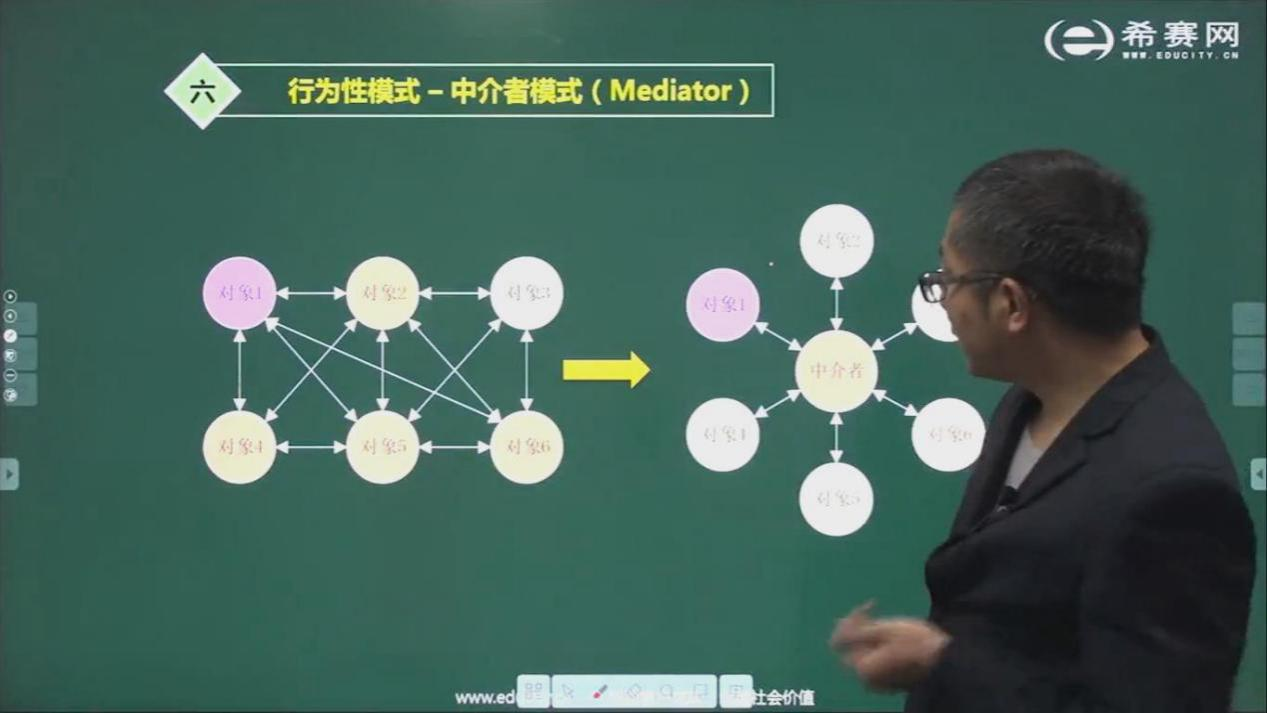 希赛网
WWW.EDUCITY.CN
六
行为性模式－中介者模式（Mediator）
对象1
对象2
对象3
对象4
对象5
对象6
对象2
对象1
中介者
对象4
对象6
对象5
www.ed
社会价值